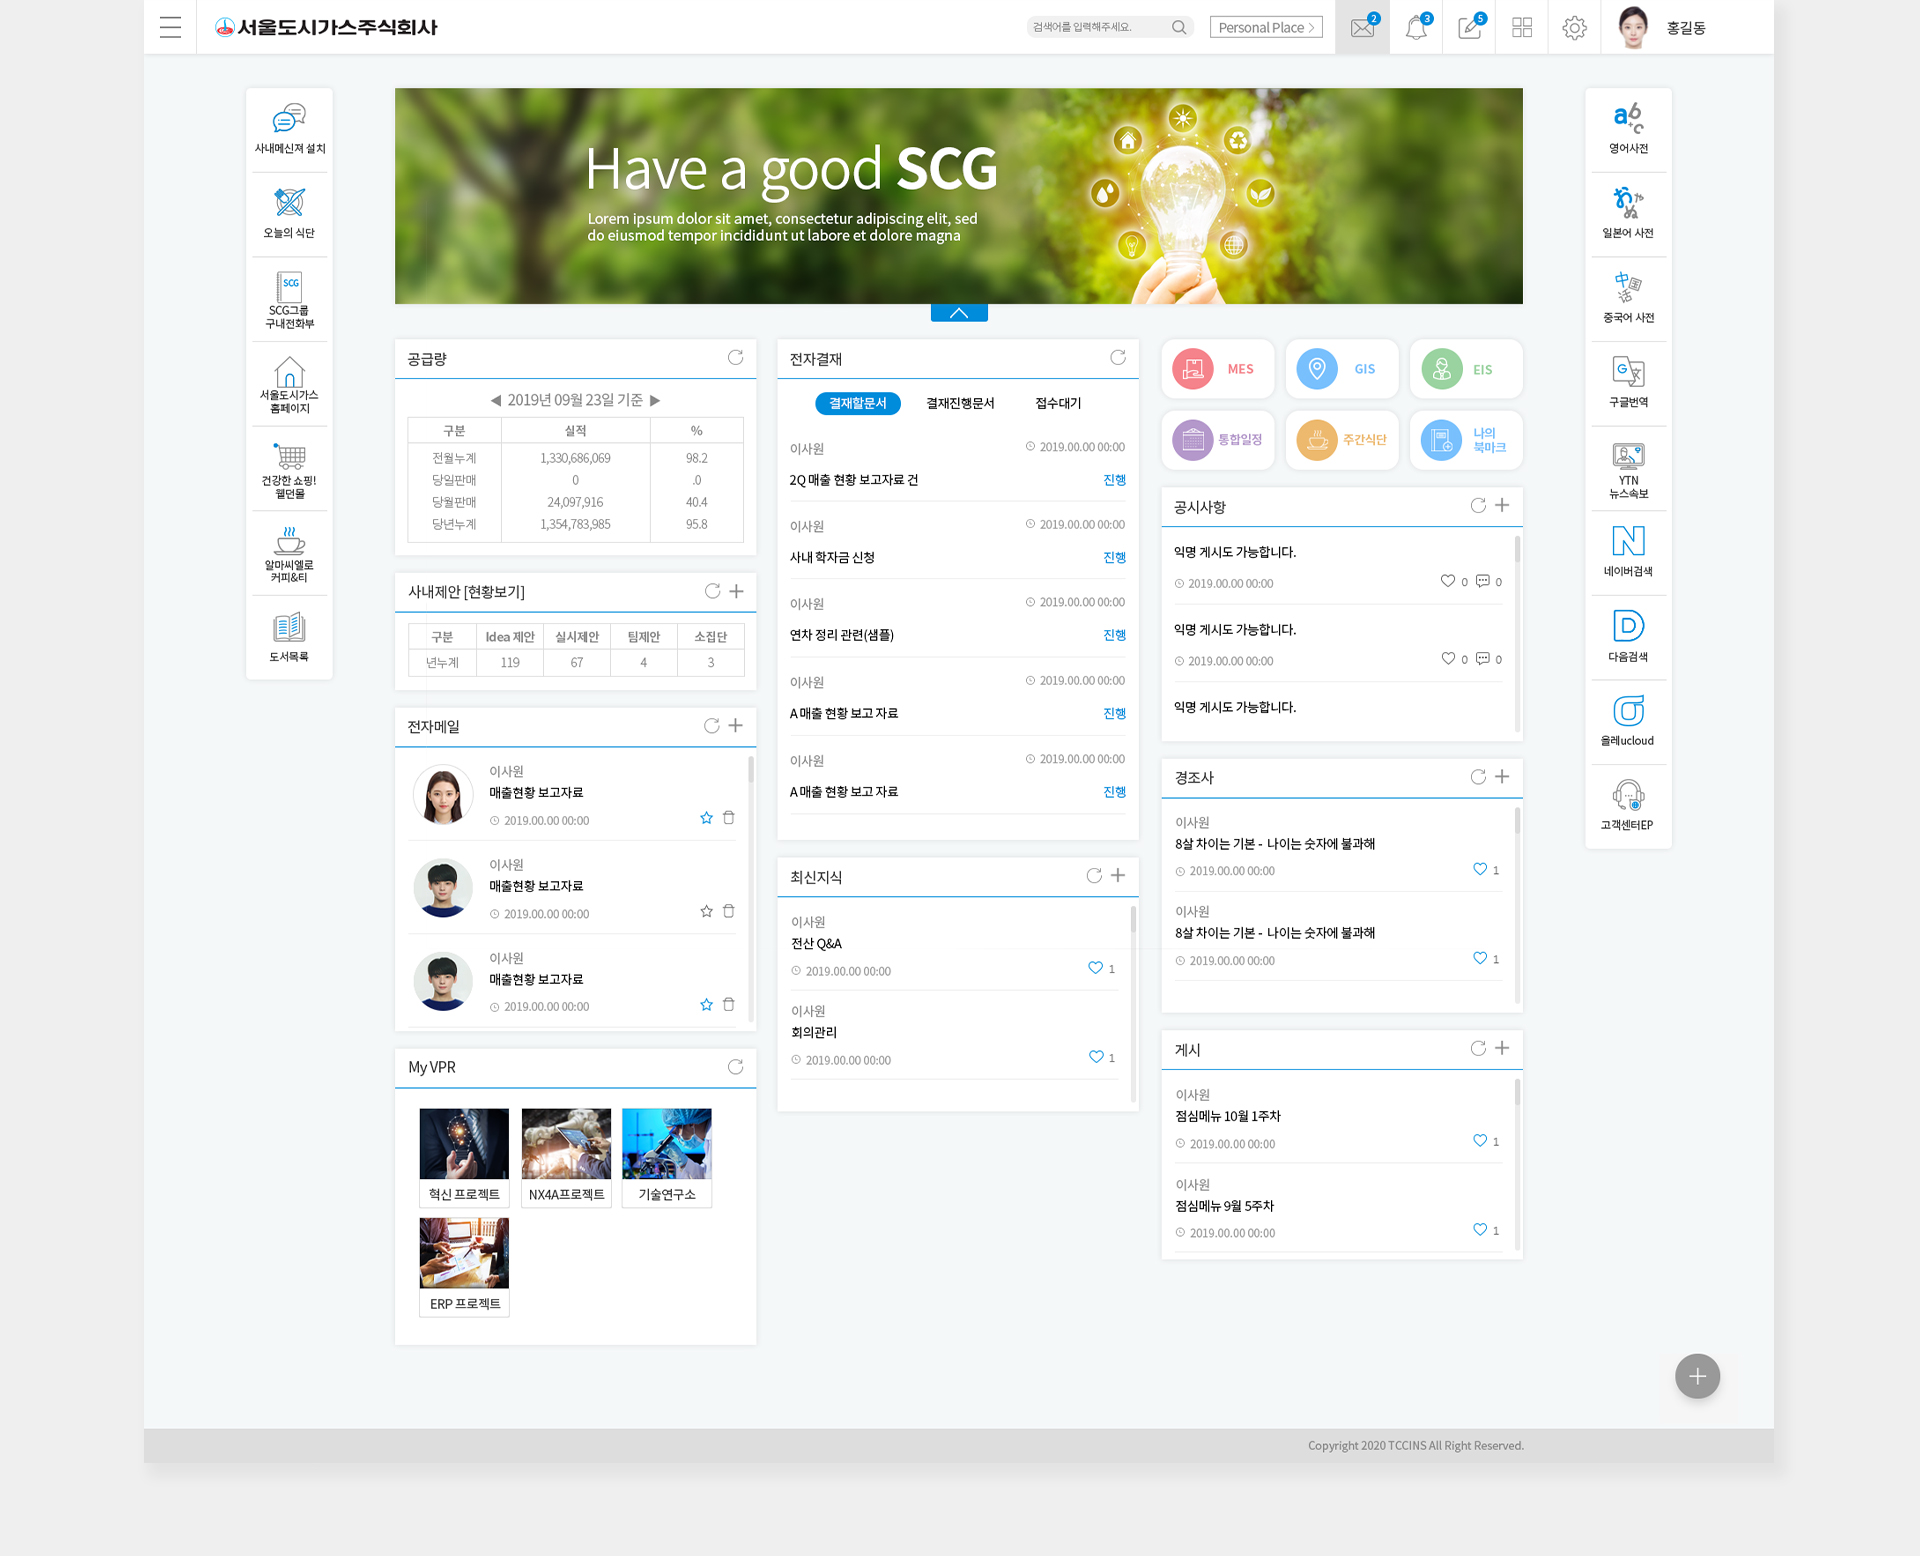 서울도시가스주식회사
검색어를 입력해주세요.
Personal Place
2
3
5
홍길동
사내메신져 설치
오늘의 식단
SCG
SCG그룹
구내전화부
서울도시가스
홈페이지
건강한 쇼핑!
웰던몰
알마씨엘로
커피&티
도서목록
Have a good SCG
Lorem ipsum dolor sit amet, consectetur adipiscing elit, sed
do eiusmod tempor incididunt ut labore et dolore magna
공급량
◀ 2019년 09월 23일 기준 ▶
구분 실적 %
전월누계 1,330,686,069 98.2
당일판매 0 .0
당월판매 24,097,916 40.4
당년누계 1,354,783,985 95.8
사내제안 [현황보기]
구분 Idea 제안 실시제안 팀제안 소집단
년누계 119 67 4 3
전자메일
이사원
매출현황 보고자료
2019.00.00 00:00
이사원
매출현황 보고자료
2019.00.00 00:00
이사원
매출현황 보고자료
2019.00.00 00:00
My VPR
혁신 프로젝트
NX4A프로젝트
기술연구소
ERP 프로젝트
전자결재
결재할문서 결재진행문서 접수대기
이사원 2019.00.00 00:00
2Q 매출 현황 보고자료 건 진행
이사원 2019.00.00 00:00
사내 학자금 신청 진행
이사원 2019.00.00 00:00
연차 정리 관련(샘플) 진행
이사원 2019.00.00 00:00
A 매출 현황 보고 자료 진행
이사원 2019.00.00 00:00
A 매출 현황 보고 자료 진행
최신지식
이사원
전산 Q&A
2019.00.00 00:00 1
이사원
회의관리
2019.00.00 00:00 1
MES
GIS
EIS
통합일정
주간식단
나의
북마크
공시사항
익명 게시도 가능합니다.
2019.00.00 00:00 0 0
익명 게시도 가능합니다.
2019.00.00 00:00 0 0
익명 게시도 가능합니다.
경조사
이사원
8살 차이는 기본 - 나이는 숫자에 불과해
2019.00.00 00:00 1
이사원
8살 차이는 기본 - 나이는 숫자에 불과해
2019.00.00 00:00 1
게시
이사원
점심메뉴 10월 1주차
2019.00.00 00:00 1
이사원
점심메뉴 9월 5주차
2019.00.00 00:00 1
a b + c
영어사전
わ や ぬ
일본어 사전
中 国 话
중국어 사전
G 文
구글번역
YTN
뉴스속보
N
네이버검색
D
다음검색
올레ucloud
고객센터EP
Copyright 2020 TCCINS All Right Reserved.